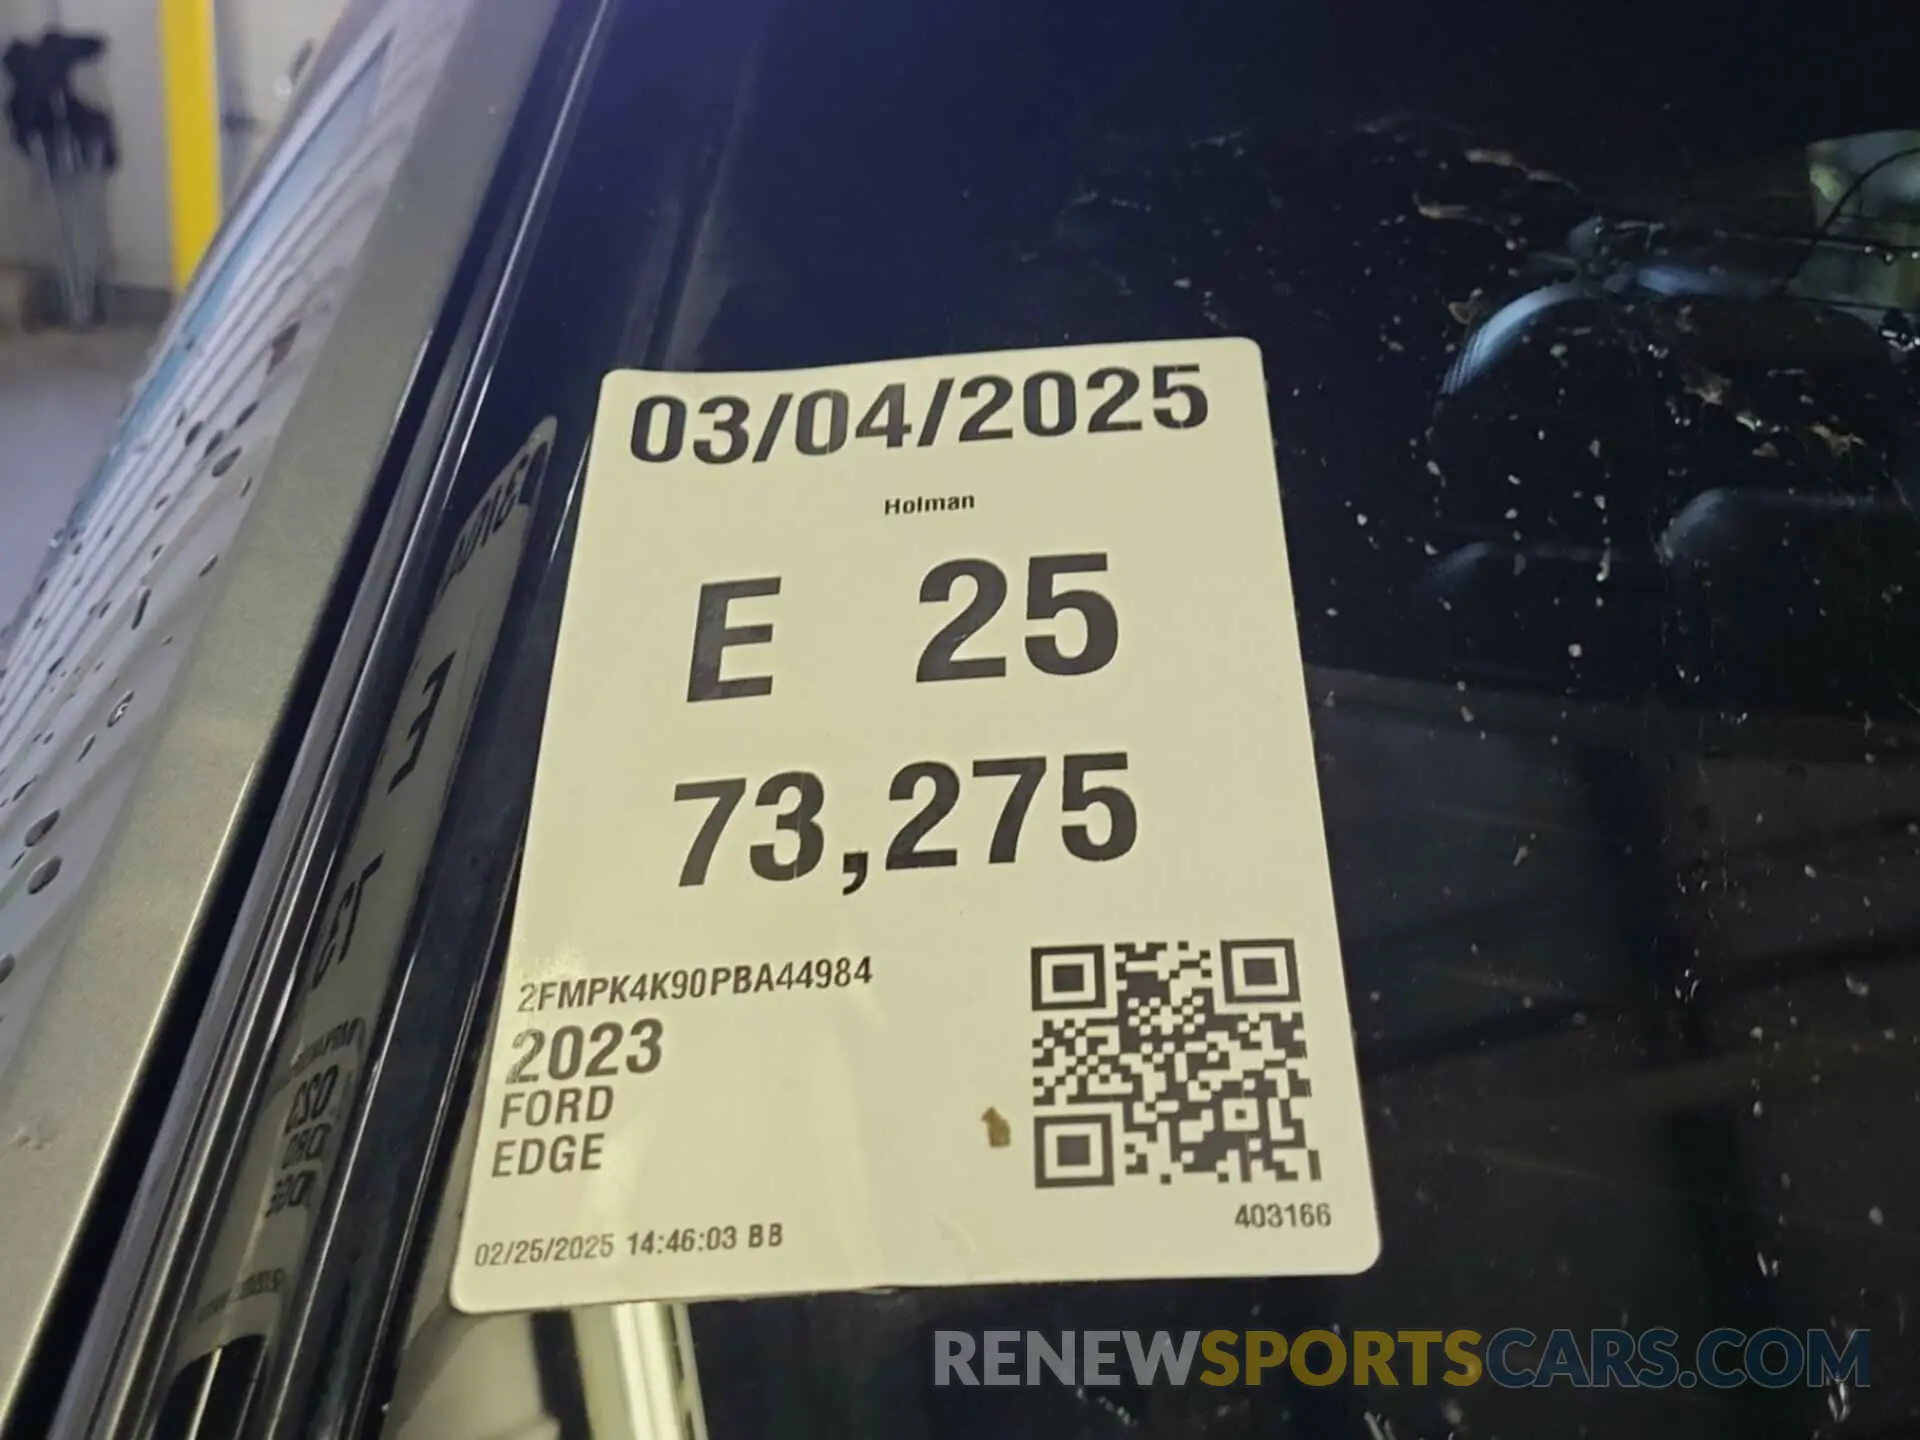 03/04/2025
Holman
E 25
73,275
2FMPK4K90PBA44984
2023
FORD
EDGE
02/25/2025 14:46:03 BB
403166
RENEWSPORTSCARS.COM